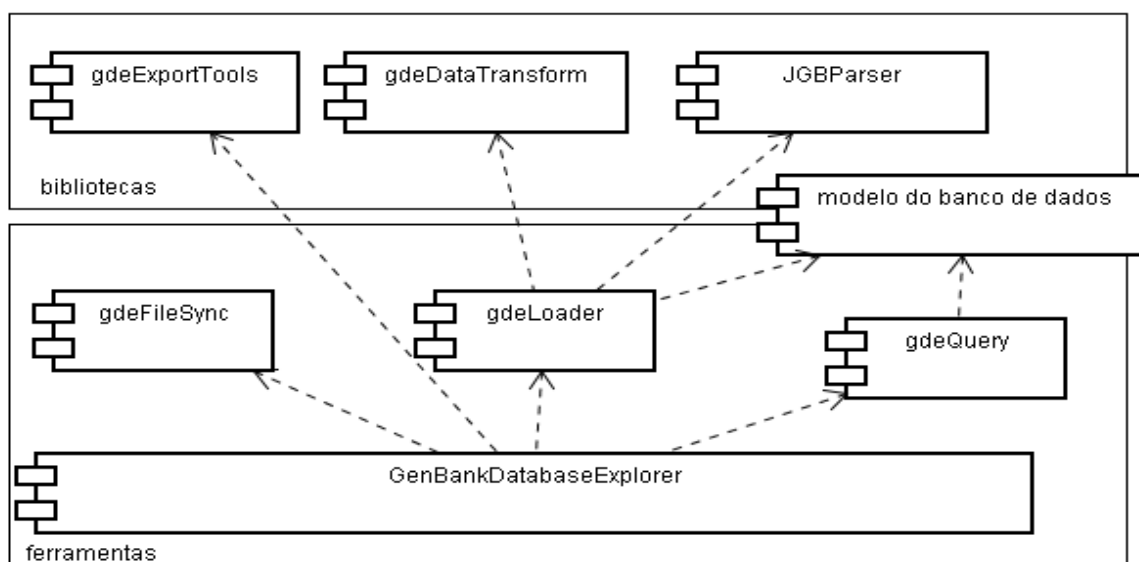 gdeExportTools
gdeDataTransform
JGBParser
bibliotecas
modelo do banco de dados
gdeFileSync
gdeLoader
gdeQuery
GenBankDatabaseExplorer
ferramentas